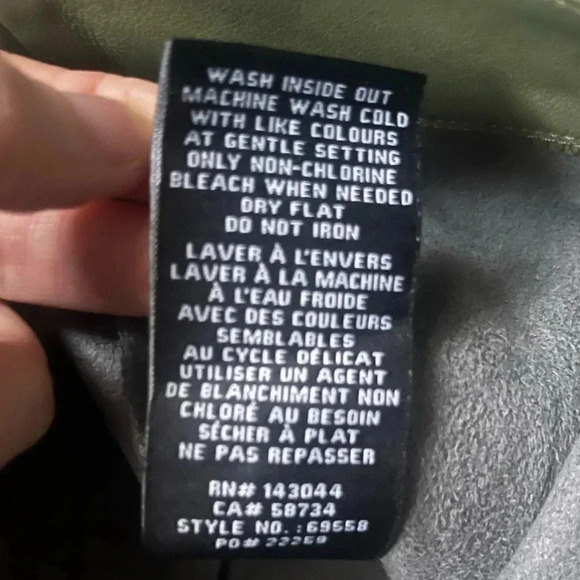 WASH INSIDE OUT
MACHINE WASH COLD
WITH LIKE COLOURS
AT GENTLE SETTING
ONLY NON-CHLORINE
BLEACH WHEN NEEDED
DRY FLAT
DO NOT IRON
LAVER À L'ENVERS
LAVER À LA MACHINE
À L'EAU FROIDE
AVEC DES COULEURS
SEMBLABLES
AU CYCLE DÉLICAT
UTILISER UN AGENT
DE BLANCHIMENT NON
CHLORÉ AU BESOIN
SÉCHER À PLAT
NE PAS REPASSER
RN# 143044
CA# 58734
STYLE NO. : 69558
PO# 22259